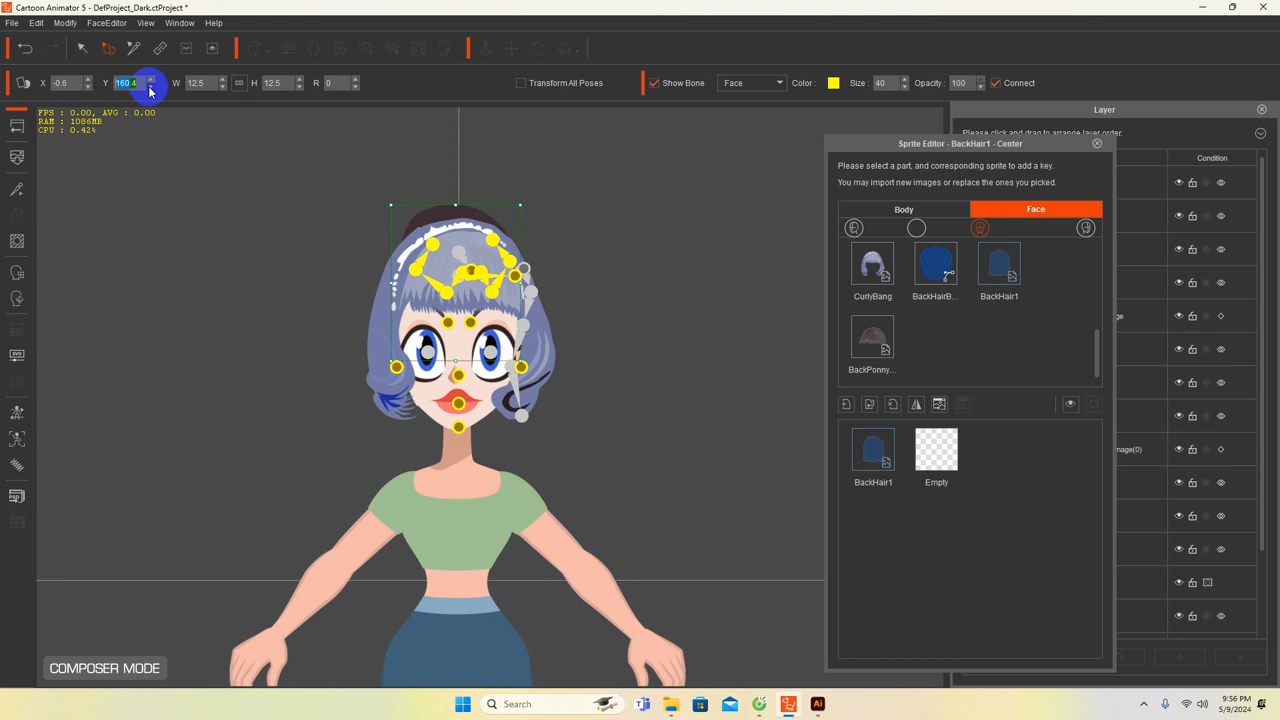 Cartoon Animator 5 - DefProject_Dark.ctProject *
File Edit Modify FaceEditor View Window Help
X -0.6 Y 160.4 W 12.5 H 12.5 R 0 Transform All Poses Show Bone Face Color : Size : 40 Opacity : 100 Connect
FPS : 0.00, AVG : 0.00
RAM : 1086MB
CPU : 0.42%
Layer
Please click and drag to arrange layer order.
Sprite Editor - BackHair1 - Center
Condition
Please select a part, and corresponding sprite to add a key.
You may import new images or replace the ones you picked.
Body Face
CurlyBang BackHairB... BackHair1
BackPonny...
mage(0)
BackHair1 Empty
COMPOSER MODE
Search
9:56 PM
5/9/2024
Ai